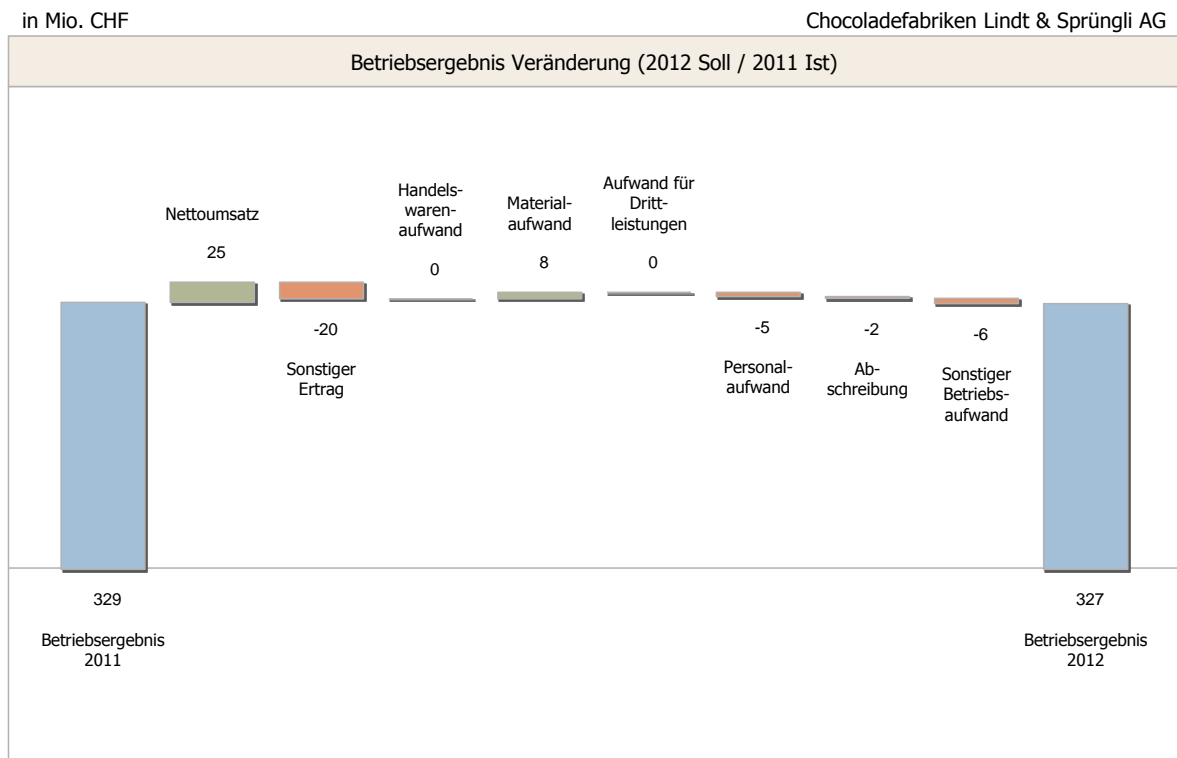 in Mio. CHF
Chocoladefabriken Lindt & Sprüngli AG
Betriebsergebnis Veränderung (2012 Soll / 2011 Ist)
Nettoumsatz
25
-20
Sonstiger
Ertrag
Handels-
waren-
aufwand
0
Material-
aufwand
8
Aufwand für
Dritt-
leistungen
0
-5
Personal-
aufwand
-2
Ab-
schreibung
-6
Sonstiger
Betriebs-
aufwand
329
Betriebsergebnis
2011
327
Betriebsergebnis
2012